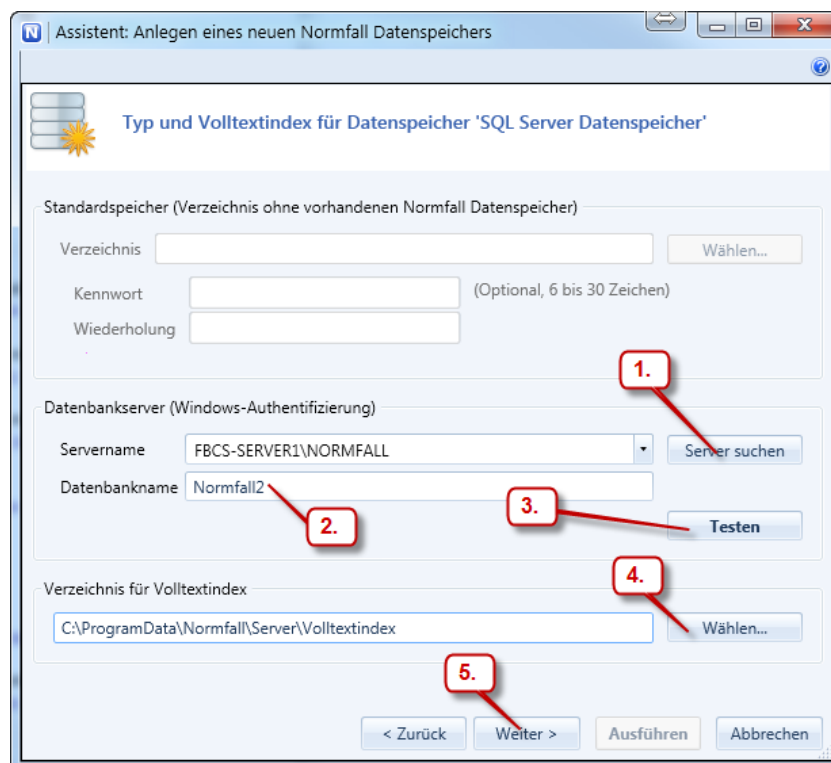 N Assistent: Anlegen eines neuen Normfall Datenspeichers
Typ und Volltextindex für Datenspeicher 'SQL Server Datenspeicher'
Standardspeicher (Verzeichnis ohne vorhandenen Normfall Datenspeicher)
Verzeichnis Wählen...
Kennwort (Optional, 6 bis 30 Zeichen)
Wiederholung
1.
Datenbankserver (Windows-Authentifizierung)
Servername FBCS-SERVER1\NORMFALL Server suchen
Datenbankname Normfall2
2.
3.
Testen
4.
Verzeichnis für Volltextindex
C:\ProgramData\Normfall\Server\Volltextindex Wählen...
5.
< Zurück Weiter > Ausführen Abbrechen